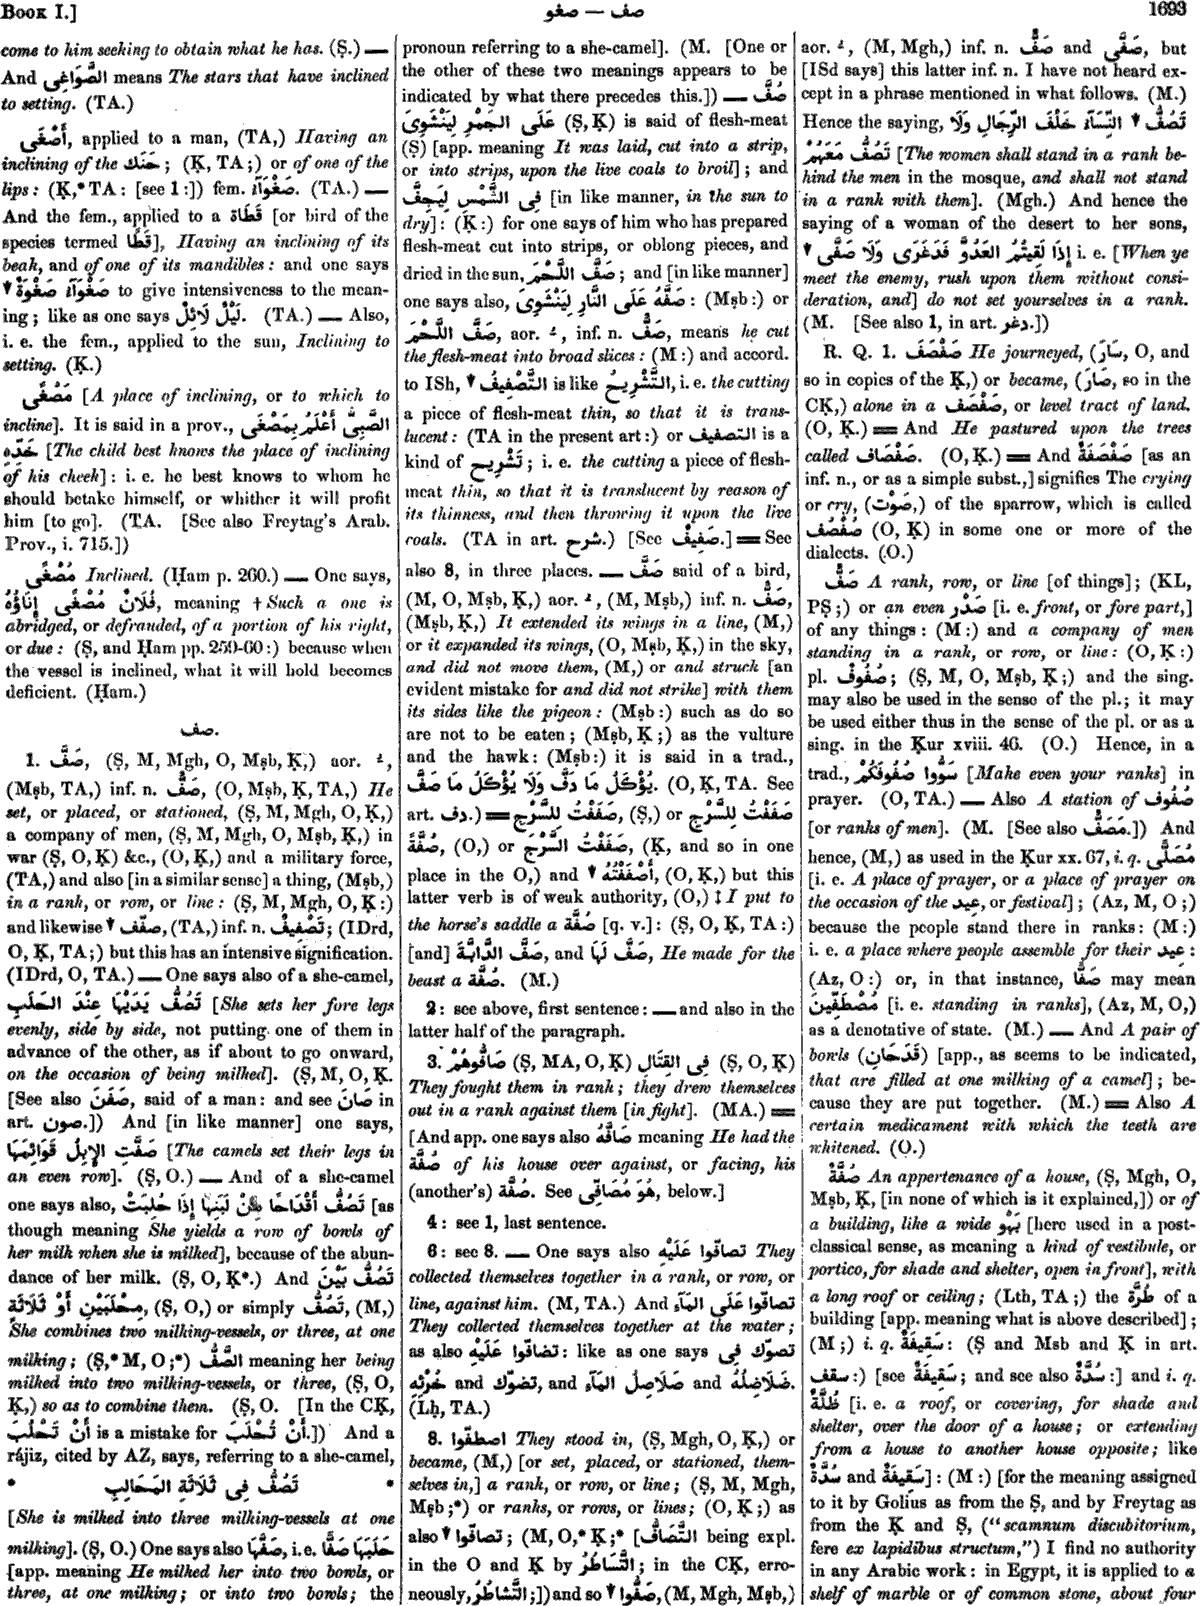 BOOK I.]
صف — صغو
1693
come to him seeking to obtain what he has. (Ṣ.) —
And الصَّوَاغِى means The stars that have inclined
to setting. (TA.)
أَصْغَى, applied to a man, (TA,) Having an
inclining of the حَنَك; (Ḳ, TA;) or of one of the
lips: (Ḳ,* TA: [see 1:]) fem. صَغْوَآءُ. (TA.) —
And the fem., applied to a قَطَاة [or bird of the
species termed قَطًا], Having an inclining of its
beak, and of one of its mandibles: and one says
صَغْوَآءُ صَغْوَةٌ ▼ to give intensiveness to the mean-
ing; like as one says لَيْلٌ لَائِلٌ. (TA.) — Also,
i. e. the fem., applied to the sun, Inclining to
setting. (Ḳ.)
مَصْغًى [A place of inclining, or to which to
incline]. It is said in a prov., الصَّبِىُّ أَعْلَمُ بِمَصْغَى
خَدِّهِ [The child best knows the place of inclining
of his cheek]: i. e. he best knows to whom he
should betake himself, or whither it will profit
him [to go]. (TA. [See also Freytag's Arab.
Prov., i. 715.])
مُصْغًى Inclined. (Ḥam p. 260.) — One says,
فُلَانٌ مُصْغًى إِنَاؤُهُ, meaning † Such a one is
abridged, or defrauded, of a portion of his right,
or due: (Ṣ, and Ḥam pp. 259-60:) because when
the vessel is inclined, what it will hold becomes
deficient. (Ḥam.)
صف.
1. صَفَّ, (Ṣ, M, Mgh, O, Mṣb, Ḳ,) aor. ـُ,
(Mṣb, TA,) inf. n. صَفٌّ, (O, Mṣb, Ḳ, TA,) He
set, or placed, or stationed, (Ṣ, M, Mgh, O, Ḳ,)
a company of men, (Ṣ, M, Mgh, O, Mṣb, Ḳ,) in
war (Ṣ, O, Ḳ) &c., (O, Ḳ,) and a military force,
(TA,) and also [in a similar sense] a thing, (Mṣb,)
in a rank, or row, or line: (Ṣ, M, Mgh, O, Ḳ:)
and likewise صفّف ▼, (TA,) inf. n. تَصْفِيفٌ; (IDrd,
O, Ḳ, TA;) but this has an intensive signification.
(IDrd, O, TA.) — One says also of a she-camel,
تَصُفُّ يَدَيْهَا عِنْدَ الحَلَبِ [She sets her fore legs
evenly, side by side, not putting one of them in
advance of the other, as if about to go onward,
on the occasion of being milked]. (Ṣ, M, O, Ḳ.
[See also صَفَنَ, said of a man: and see صَانَ in
art. صون.]) And [in like manner] one says,
صَفَّتِ الإِبِلُ قَوَائِمَهَا [The camels set their legs in
an even row]. (Ṣ, O.) — And of a she-camel
one says also, تَصُفُّ أَقْدَاحًا مِنْ لَبَنِهَا إِذَا حُلِبَتْ [as
though meaning She yields a row of bowls of
her milk when she is milked], because of the abun-
dance of her milk. (Ṣ, O, Ḳ*.) And تَصُفُّ بَيْنَ
مِحْلَبَيْنِ أَوْ ثَلَاثَةٍ, (Ṣ, O,) or simply تَصُفُّ, (M,)
She combines two milking-vessels, or three, at one
milking; (Ṣ,* M, O;*) الصَّفُّ meaning her being
milked into two milking-vessels, or three, (Ṣ, O,
Ḳ,) so as to combine them. (Ṣ, O. [In the CḲ,
أَنْ تَحْلُبَ is a mistake for أَنْ تُحْلَبَ.]) And a
rájiz, cited by AZ, says, referring to a she-camel,
* تَصُفُّ فِى ثَلَاثَةِ المَحَالِبِ *
[She is milked into three milking-vessels at one
milking]. (Ṣ, O.) One says also صَفَّهَا, i. e. حَلَبَهَا صَفًّا
[app. meaning He milked her into two bowls, or
three, at one milking; or into two bowls; the
pronoun referring to a she-camel]. (M. [One or
the other of these two meanings appears to be
indicated by what there precedes this.]) — صُفَّ
عَلَى الجَمْرِ لِيَنْشَوِىَ (Ṣ, Ḳ) is said of flesh-meat
(Ṣ) [app. meaning It was laid, cut into a strip,
or into strips, upon the live coals to broil]; and
فِى الشَّمْسِ لِيَجِفَّ [in like manner, in the sun to
dry]: (Ḳ:) for one says of him who has prepared
flesh-meat cut into strips, or oblong pieces, and
dried in the sun, صَفَّ اللَّحْمَ; and [in like manner]
one says also, صَفَّهُ عَلَى النَّارِ لِيَنْشَوِىَ: (Mṣb:) or
صَفَّ اللَّحْمَ, aor. ـُ, inf. n. صَفٌّ, means he cut
the flesh-meat into broad slices: (M:) and accord.
to ISh, التَّصْفِيفُ ▼ is like التَّشْرِيحُ, i. e. the cutting
a piece of flesh-meat thin, so that it is trans-
lucent: (TA in the present art:) or التصفيف is a
kind of تَشْرِيح; i. e. the cutting a piece of flesh-
meat thin, so that it is translucent by reason of
its thinness, and then throwing it upon the live
coals. (TA in art. شرح.) [See صَفِيفٌ.] = See
also 8, in three places. — صَفَّ said of a bird,
(M, O, Mṣb, Ḳ,) aor. ـُ, (M, Mṣb,) inf. n. صَفٌّ,
(Mṣb, Ḳ,) It extended its wings in a line, (M,)
or it expanded its wings, (O, Mṣb, Ḳ,) in the sky,
and did not move them, (M,) or and struck [an
evident mistake for and did not strike] with them
its sides like the pigeon: (Mṣb:) such as do so
are not to be eaten; (Mṣb, Ḳ;) as the vulture
and the hawk: (Mṣb:) it is said in a trad.,
يُؤْكَلُ مَا دَفَّ وَلَا يُؤْكَلُ مَا صَفَّ. (O, Ḳ, TA. See
art. دف.) = صَفَفْتُ لِلسَّرْجِ, (Ṣ,) or صَفَفْتُ لِلسَّرْجِ
صُفَّةً, (O,) or صَفَفْتُ السَّرْجَ, (Ḳ, and so in one
place in the O,) and أَصْفَفْتُهُ ▼, (O, Ḳ,) but this
latter verb is of weak authority, (O,) ‡ I put to
the horse's saddle a صُفَّة [q. v.]: (Ṣ, O, Ḳ, TA:)
[and] صَفَّ الدَّابَّةَ, and صَفَّ لَهَا, He made for the
beast a صُفَّة. (M.)
2: see above, first sentence: — and also in the
latter half of the paragraph.
3. صَافُّوهُمْ (Ṣ, MA, O, Ḳ) فِى القِتَالِ (Ṣ, O, Ḳ)
They fought them in rank; they drew themselves
out in a rank against them [in fight]. (MA.) =
[And app. one says also صَافَّهُ meaning He had the
صُفَّة of his house over against, or facing, his
(another's) صُفَّة. See هُوَ مُصَافِّى, below.]
4: see 1, last sentence.
6: see 8. — One says also تصافّوا عَلَيْهِ They
collected themselves together in a rank, or row, or
line, against him. (M, TA.) And تصافّوا عَلَى المَآءِ
They collected themselves together at the water;
as also تضافّوا عَلَيْهِ: like as one says تصوّك فِى
خُرْئِهِ and تضوّك, and صَلَاصِلُ المَآءِ and ضَلَاضِلُهُ.
(Lḥ, TA.)
8. اصطفّوا They stood in, (Ṣ, Mgh, O, Ḳ,) or
became, (M,) [or set, placed, or stationed, them-
selves in,] a rank, or row, or line; (Ṣ, M, Mgh,
Mṣb;*) or ranks, or rows, or lines; (O, Ḳ;) as
also تصافّوا ▼; (M, O,* Ḳ;* [التَّصَافُّ being expl.
in the O and Ḳ by التَّسَاطُرُ; in the CḲ, erro-
neously, التَّشَاطُرُ;]) and so صَفُّوا ▼, (M, Mgh, Mṣb,)
aor. ـُ, (M, Mgh,) inf. n. صَفٌّ and صَفَّى, but
[ISd says] this latter inf. n. I have not heard ex-
cept in a phrase mentioned in what follows. (M.)
Hence the saying, تَصُفُّ ▼ النِّسَآءُ خَلْفَ الرِّجَالِ وَلَا
تَصُفُّ مَعَهُمْ [The women shall stand in a rank be-
hind the men in the mosque, and shall not stand
in a rank with them]. (Mgh.) And hence the
saying of a woman of the desert to her sons,
إِذَا لَقِيتُمُ العَدُوَّ فَدَغَرَى وَلَا صَفَّى ▼ i. e. [When ye
meet the enemy, rush upon them without consi-
deration, and] do not set yourselves in a rank.
(M. [See also 1, in art. دغر.])
R. Q. 1. صَفْصَفَ He journeyed, (سَارَ, O, and
so in copies of the Ḳ,) or became, (صَارَ, so in the
CḲ,) alone in a صَفْصَف, or level tract of land.
(O, Ḳ.) = And He pastured upon the trees
called صَفْصَاف. (O, Ḳ.) = And صَفْصَفَةٌ [as an
inf. n., or as a simple subst.,] signifies The crying
or cry, (صَوْت,) of the sparrow, which is called
صُفْصُف (O, Ḳ) in some one or more of the
dialects. (O.)
صَفٌّ A rank, row, or line [of things]; (KL,
PṢ;) or an even صَدْر [i. e. front, or fore part,]
of any things: (M:) and a company of men
standing in a rank, or row, or line: (O, Ḳ:)
pl. صُفُوفٌ; (Ṣ, M, O, Mṣb, Ḳ;) and the sing.
may also be used in the sense of the pl.; it may
be used either thus in the sense of the pl. or as a
sing. in the Ḳur xviii. 46. (O.) Hence, in a
trad., سَوُّوا صُفُوفَكُمْ [Make even your ranks] in
prayer. (O, TA.) — Also A station of صُفُوف
[or ranks of men]. (M. [See also مَصَفٌّ.]) And
hence, (M,) as used in the Ḳur xx. 67, i. q. مُصَلًّى
[i. e. A place of prayer, or a place of prayer on
the occasion of the عِيد, or festival]; (Az, M, O;)
because the people stand there in ranks: (M:)
i. e. a place where people assemble for their عِيد:
(Az, O:) or, in that instance, صَفًّا may mean
مُصْطَفِّينَ [i. e. standing in ranks], (Az, M, O,)
as a denotative of state. (M.) — And A pair of
bowls (قَدَحَانِ) [app., as seems to be indicated,
that are filled at one milking of a camel]; be-
cause they are put together. (M.) = Also A
certain medicament with which the teeth are
whitened. (O.)
صُفَّةٌ An appertenance of a house, (Ṣ, Mgh, O,
Mṣb, Ḳ, [in none of which is it explained,]) or of
a building, like a wide بَهْو [here used in a post-
classical sense, as meaning a kind of vestibule, or
portico, for shade and shelter, open in front], with
a long roof or ceiling; (Lth, TA;) the طُرَّة of a
building [app. meaning what is above described];
(M;) i. q. سَقِيفَةٌ: (Ṣ and Msb and Ḳ in art.
سقف:) [see سَقِيفَةٌ; and see also سُدَّةٌ:] and i. q.
ظُلَّةٌ [i. e. a roof, or covering, for shade and
shelter, over the door of a house; or extending
from a house to another house opposite; like
سَقِيفَةٌ and سُدَّةٌ]: (M:) [for the meaning assigned
to it by Golius as from the Ṣ, and by Freytag as
from the Ḳ and Ṣ, ("scamnum discubitorium,
fere ex lapidibus structum,") I find no authority
in any Arabic work: in Egypt, it is applied to a
shelf of marble or of common stone, about four